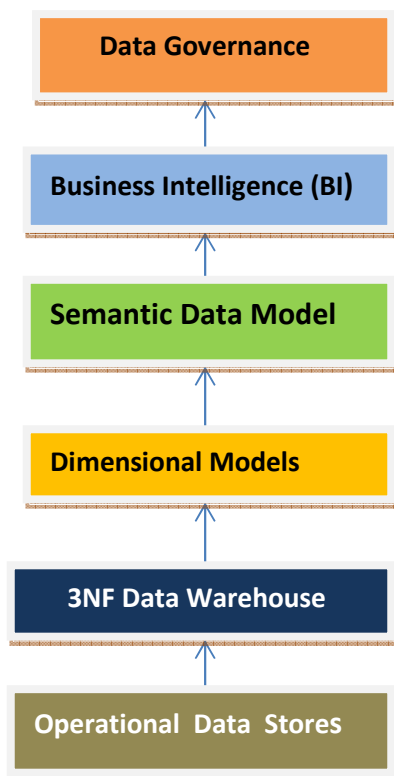 Data Governance
Business Intelligence (BI)
Semantic Data Model
Dimensional Models
3NF Data Warehouse
Operational Data Stores